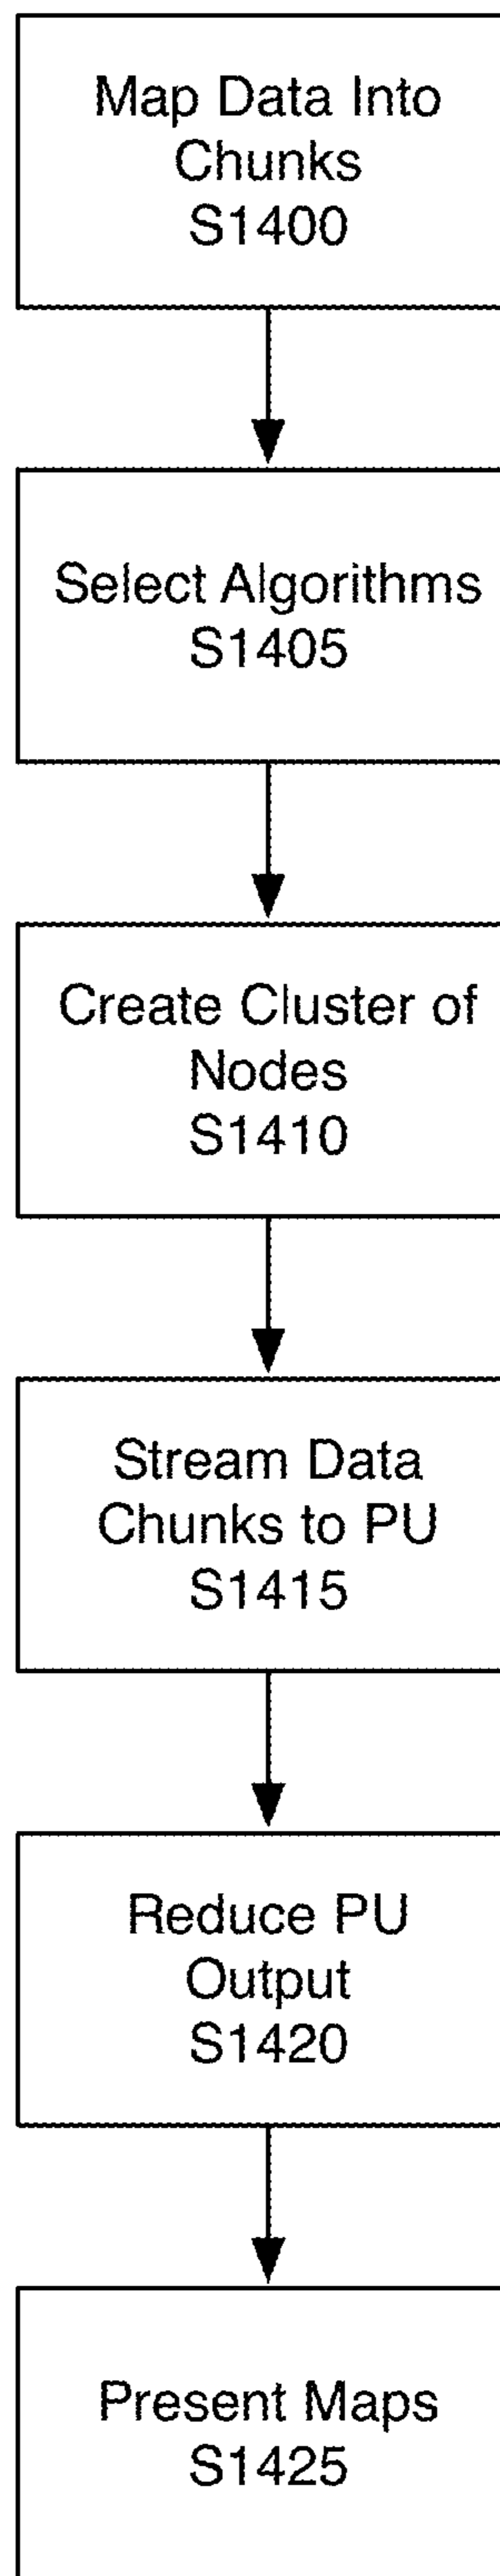 Map Data Into
Chunks
S1400
Select Algorithms
S1405
Create Cluster of
Nodes
S1410
Stream Data
Chunks to PU
S1415
Reduce PU
Output
S1420
Present Maps
S1425